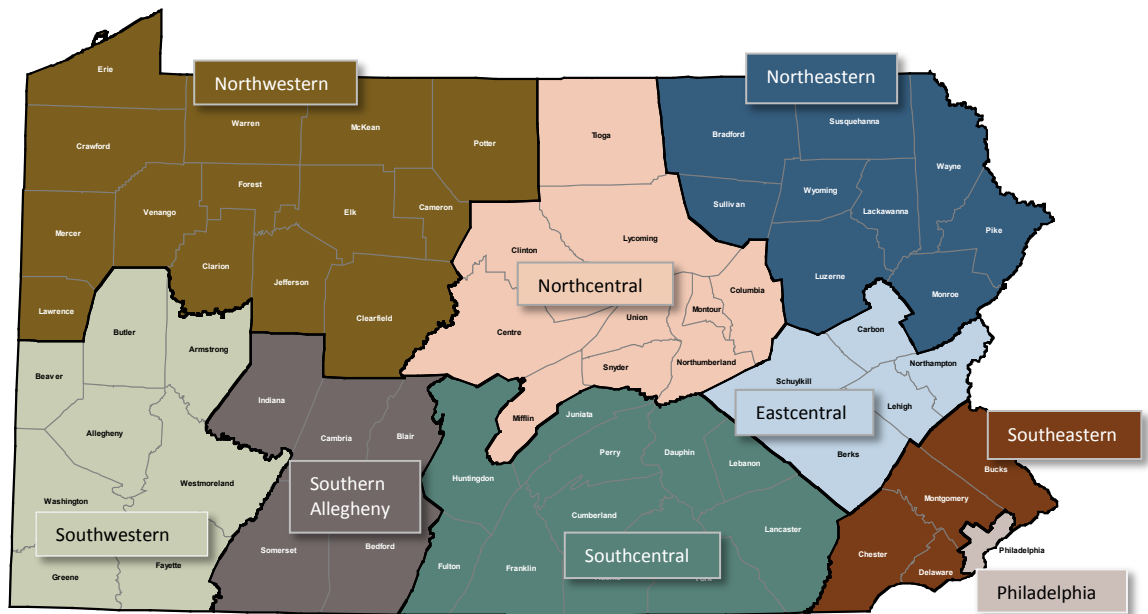 Northwestern
Northeastern
Erie
Warren
McKean
Potter
Crawford
Tioga
Bradford
Susquehanna
Wayne
Forest
Elk
Cameron
Venango
Mercer
Clarion
Jefferson
Clearfield
Lawrence
Wyoming
Sullivan
Lackawanna
Pike
Luzerne
Monroe
Clinton
Lycoming
Northcentral
Columbia
Centre
Union
Montour
Snyder
Northumberland
Mifflin
Carbon
Northampton
Schuylkill
Lehigh
Eastcentral
Berks
Butler
Armstrong
Beaver
Allegheny
Washington
Westmoreland
Southwestern
Greene
Fayette
Indiana
Cambria
Blair
Southern
Allegheny
Somerset
Bedford
Huntingdon
Juniata
Perry
Dauphin
Lebanon
Cumberland
Lancaster
Southcentral
Fulton
Franklin
Southeastern
Bucks
Montgomery
Chester
Delaware
Philadelphia
Philadelphia